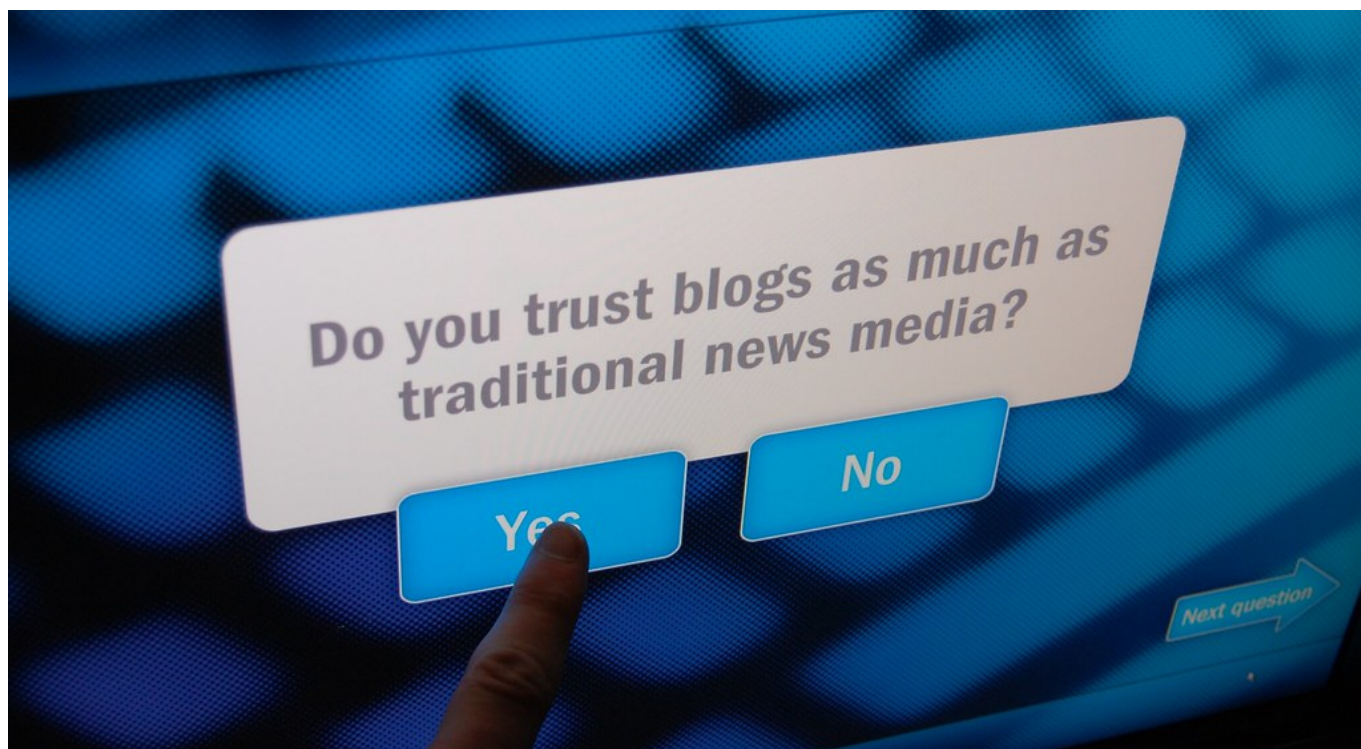 Do you trust blogs as much as
traditional news media?
Yes
No
Next question